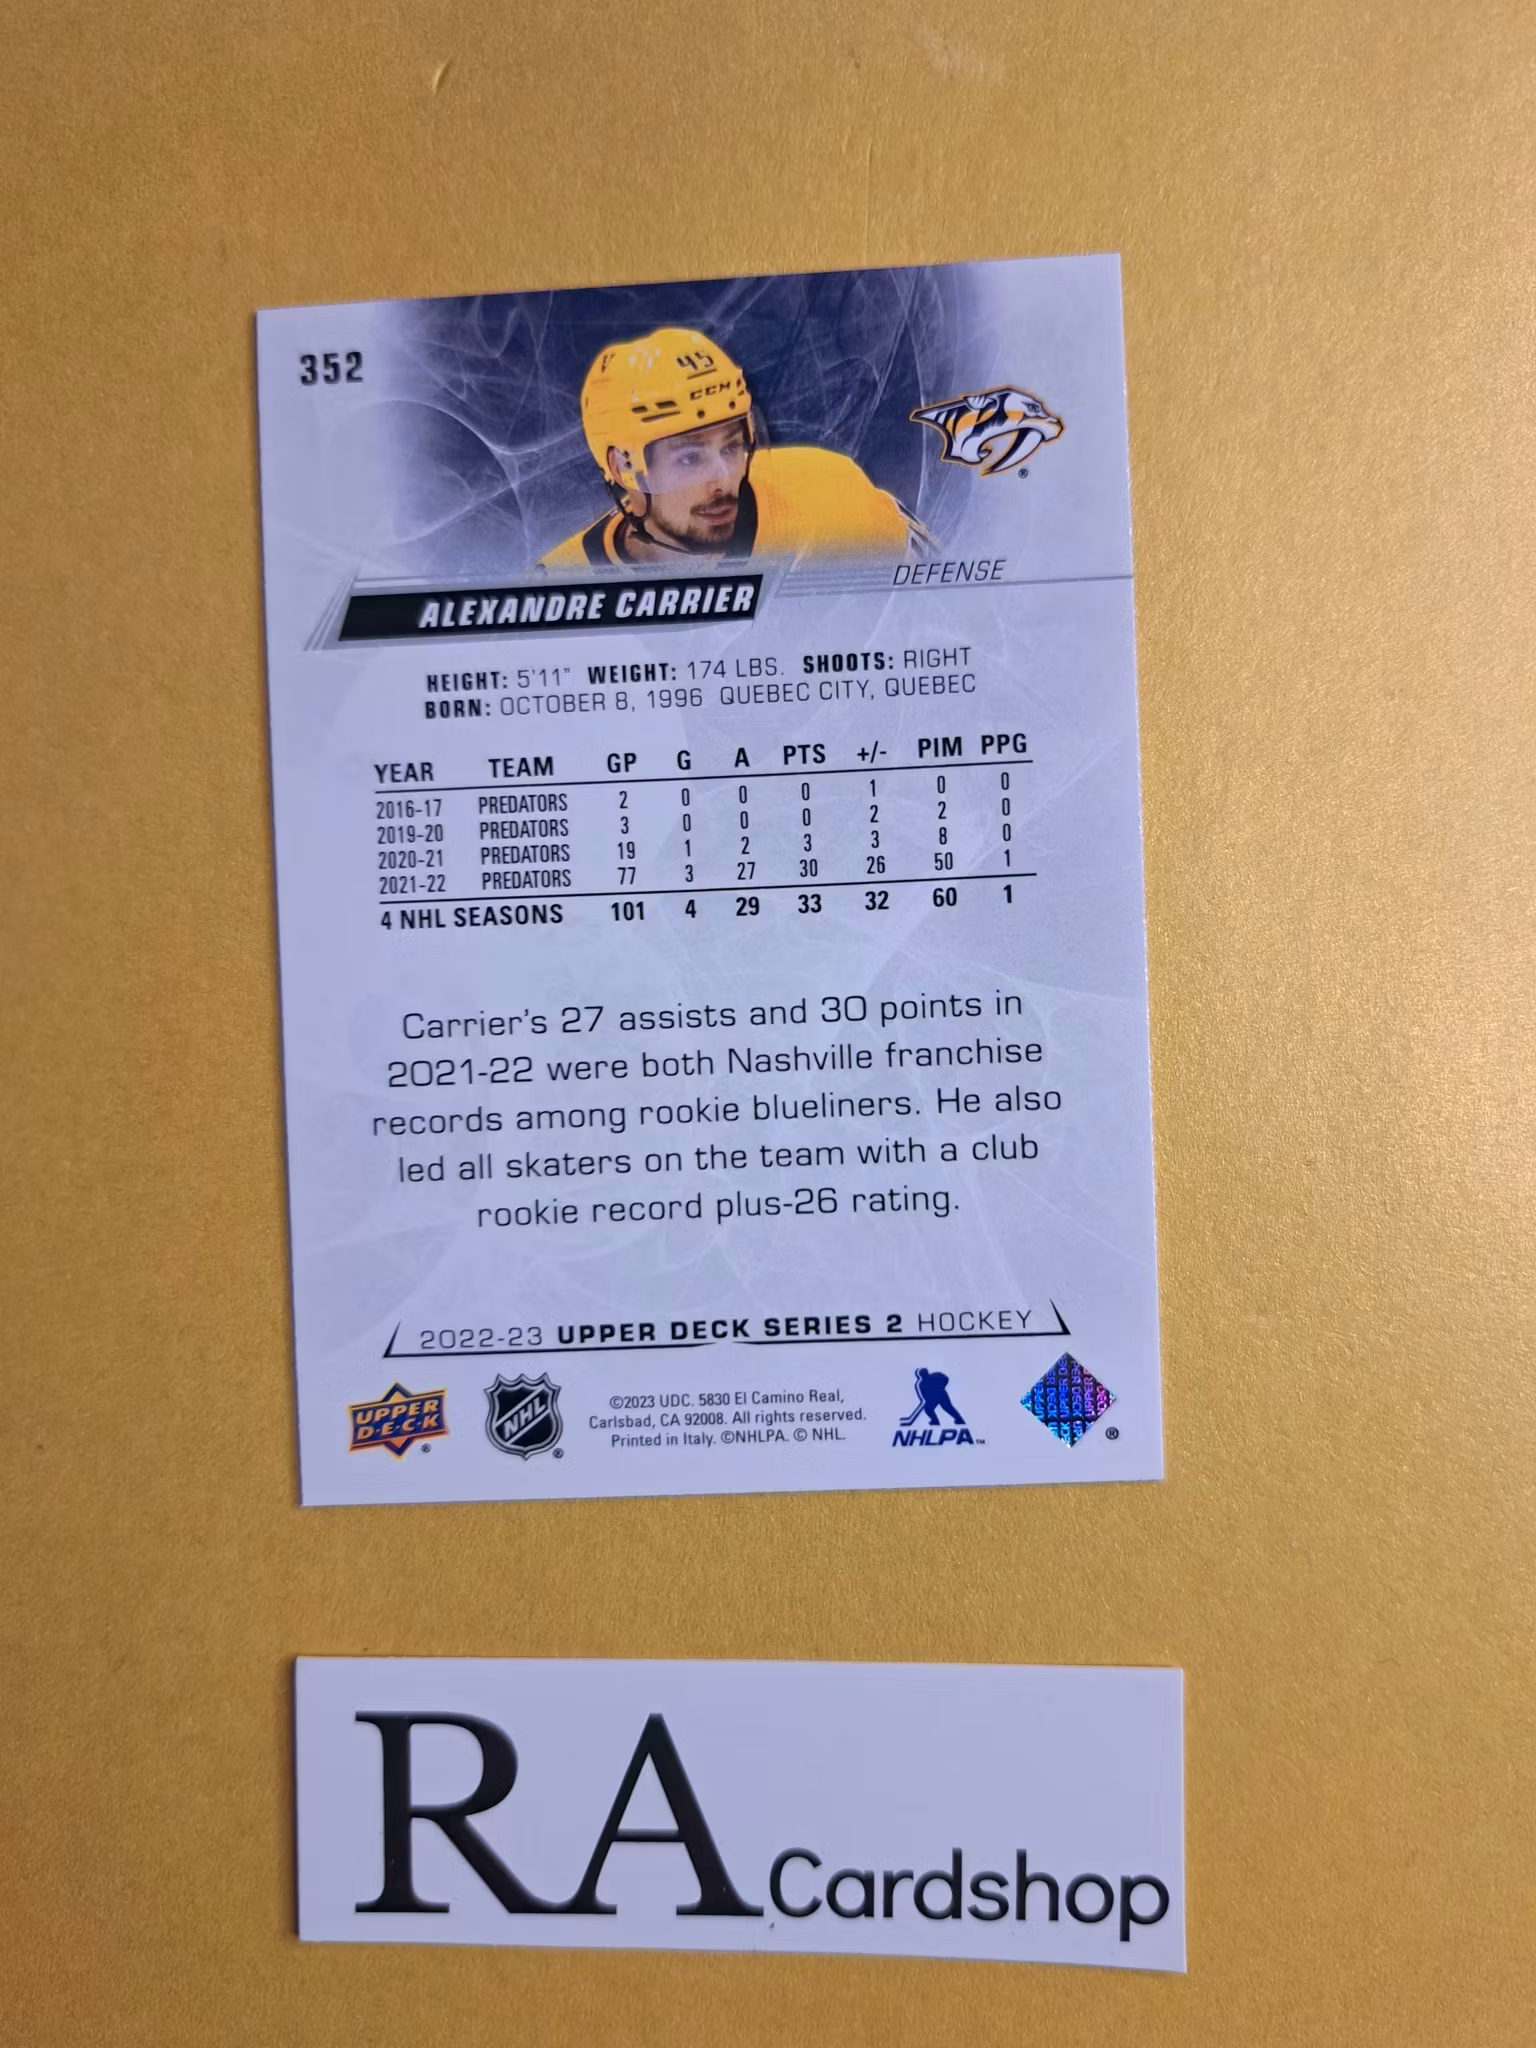 352
45
CCM
®
DEFENSE
ALEXANDRE CARRIER
HEIGHT: 5'11" WEIGHT: 174 LBS. SHOOTS: RIGHT
BORN: OCTOBER 8, 1996 QUEBEC CITY, QUEBEC
YEAR TEAM GP G A PTS +/- PIM PPG
2016-17 PREDATORS 2 0 0 0 1 0 0
2019-20 PREDATORS 3 0 0 0 2 2 0
2020-21 PREDATORS 19 1 2 3 3 8 0
2021-22 PREDATORS 77 3 27 30 26 50 1
4 NHL SEASONS 101 4 29 33 32 60 1
Carrier's 27 assists and 30 points in
2021-22 were both Nashville franchise
records among rookie blueliners. He also
led all skaters on the team with a club
rookie record plus-26 rating.
2022-23 UPPER DECK SERIES 2 HOCKEY
UPPER
D·E·C·K
®
NHL
®
©2023 UDC. 5830 El Camino Real,
Carlsbad, CA 92008. All rights reserved.
Printed in Italy. ©NHLPA. © NHL.
NHLPA™
®
RA Cardshop